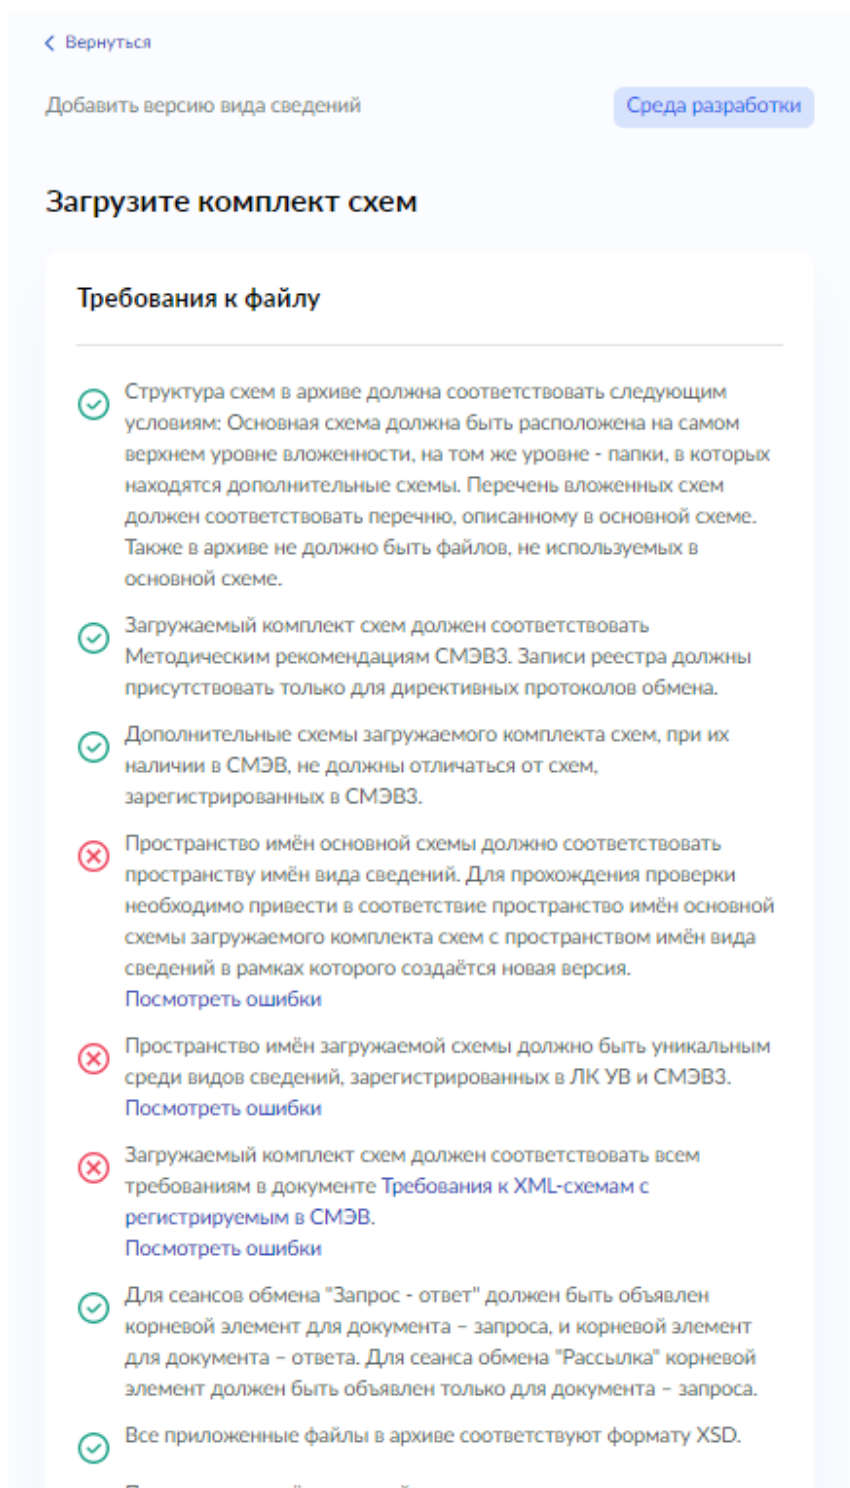 Вернуться
Добавить версию вида сведений
Среда разработки
Загрузите комплект схем
Требования к файлу
Структура схем в архиве должна соответствовать следующим
условиям: Основная схема должна быть расположена на самом
верхнем уровне вложенности, на том же уровне - папки, в которых
находятся дополнительные схемы. Перечень вложенных схем
должен соответствовать перечню, описанному в основной схеме.
Также в архиве не должно быть файлов, не используемых в
основной схеме.
Загружаемый комплект схем должен соответствовать
Методическим рекомендациям СМЭВ3. Записи реестра должны
присутствовать только для директивных протоколов обмена.
Дополнительные схемы загружаемого комплекта схем, при их
наличии в СМЭВ, не должны отличаться от схем,
зарегистрированных в СМЭВ3.
Пространство имён основной схемы должно соответствовать
пространству имён вида сведений. Для прохождения проверки
необходимо привести в соответствие пространство имён основной
схемы загружаемого комплекта схем с пространством имён вида
сведений в рамках которого создаётся новая версия.
Посмотреть ошибки
Пространство имён загружаемой схемы должно быть уникальным
среди видов сведений, зарегистрированных в ЛК УВ и СМЭВ3.
Посмотреть ошибки
Загружаемый комплект схем должен соответствовать всем
требованиям в документе Требования к XML-схемам с
регистрируемым в СМЭВ.
Посмотреть ошибки
Для сеансов обмена "Запрос - ответ" должен быть объявлен
корневой элемент для документа – запроса, и корневой элемент
для документа – ответа. Для сеанса обмена "Рассылка" корневой
элемент должен быть объявлен только для документа – запроса.
Все приложенные файлы в архиве соответствуют формату XSD.